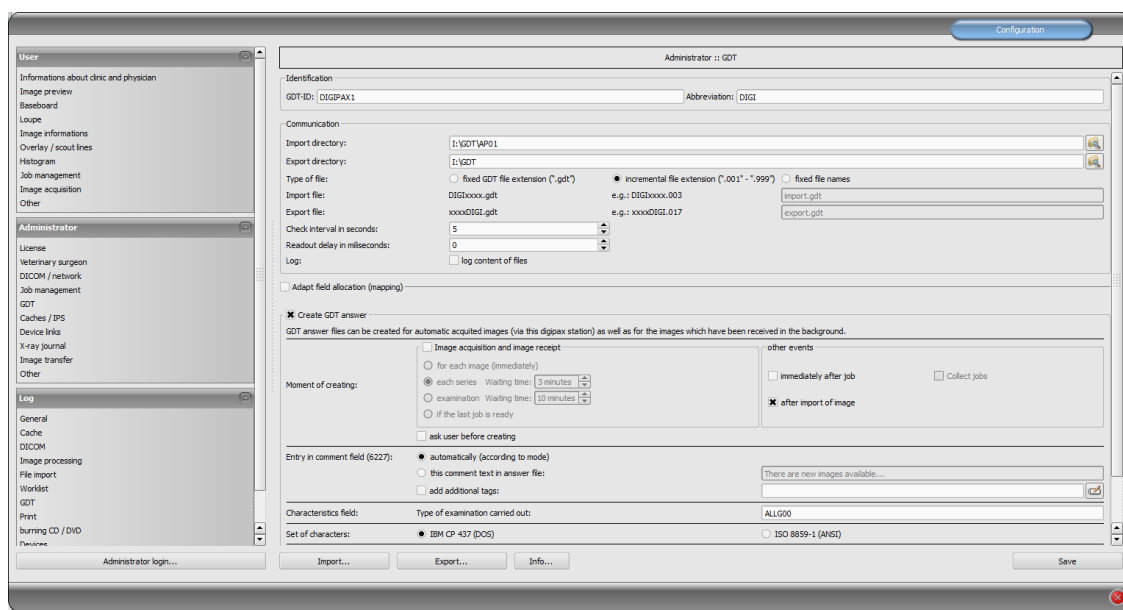 Configuration
User
Informations about clinic and physician
Image preview
Baseboard
Loupe
Image informations
Overlay / scout lines
Histogram
Job management
Image acquisition
Other
Administrator
License
Veterinary surgeon
DICOM / network
Job management
GDT
Caches / IPS
Device links
X-ray journal
Image transfer
Other
Log
General
Cache
DICOM
Image processing
File import
Worklist
GDT
Print
burning CD / DVD
Devices
Administrator login...
Administrator :: GDT
Identification
GDT-ID: DIGIPAX1 Abbreviation: DIGI
Communication
Import directory: I:\GDT\AP01
Export directory: I:\GDT
Type of file: fixed GDT file extension (".gdt") incremental file extension (".001" - ".999") fixed file names
Import file: DIGIxxxx.gdt e.g.: DIGIxxxx.003 import.gdt
Export file: xxxxDIGI.gdt e.g.: xxxxDIGI.017 export.gdt
Check interval in seconds: 5
Readout delay in miliseconds: 0
Log: log content of files
Adapt field allocation (mapping)
Create GDT answer
GDT answer files can be created for automatic acquited images (via this digipax station) as well as for the images which have been received in the background.
Moment of creating:
Image acquisition and image receipt
for each image (immediately)
each series Waiting time: 3 minutes
examination Waiting time: 10 minutes
if the last job is ready
other events
immediately after job Collect jobs
after import of image
ask user before creating
Entry in comment field (6227): automatically (according to mode)
this comment text in answer file: There are new images available...
add additional tags:
Characteristics field: Type of examination carried out: ALLG00
Set of characters: IBM CP 437 (DOS) ISO 8859-1 (ANSI)
Import... Export... Info... Save